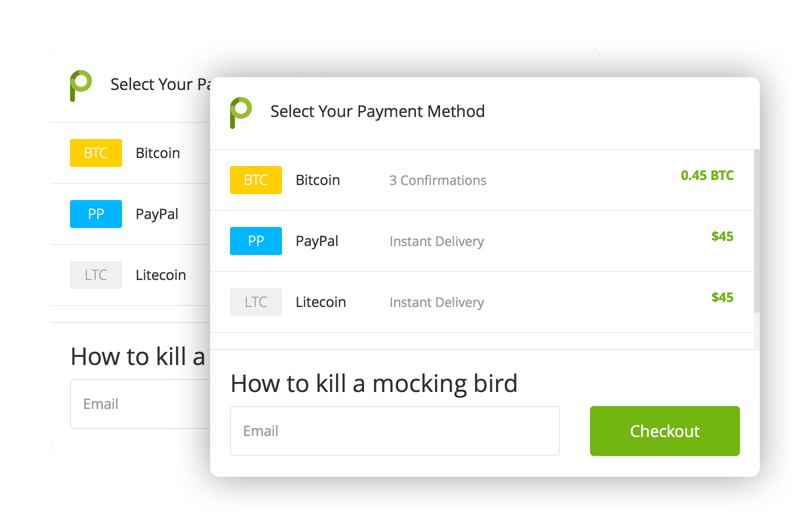 Select Your Pa
BTC Bitcoin
PP PayPal
LTC Litecoin
How to kill a
Email
Select Your Payment Method
BTC Bitcoin 3 Confirmations 0.45 BTC
PP PayPal Instant Delivery $45
LTC Litecoin Instant Delivery $45
How to kill a mocking bird
Email Checkout